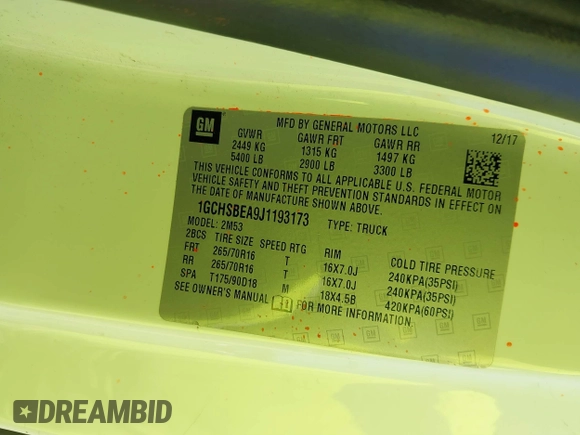 GM
MFD BY GENERAL MOTORS LLC
12/17
GVWR GAWR FRT GAWR RR
2449 KG 1315 KG 1497 KG
5400 LB 2900 LB 3300 LB
THIS VEHICLE CONFORMS TO ALL APPLICABLE U.S. FEDERAL MOTOR
VEHICLE SAFETY AND THEFT PREVENTION STANDARDS IN EFFECT ON
THE DATE OF MANUFACTURE SHOWN ABOVE.
1GCHSBEA9J1193173 TYPE: TRUCK
MODEL: 2M53
2BCS TIRE SIZE SPEED RTG RIM COLD TIRE PRESSURE
FRT 265/70R16 T 16X7.0J 240KPA(35PSI)
RR 265/70R16 T 16X7.0J 240KPA(35PSI)
SPA T175/90D18 M 18X4.5B 420KPA(60PSI)
SEE OWNER'S MANUAL FOR MORE INFORMATION.
DREAMBID